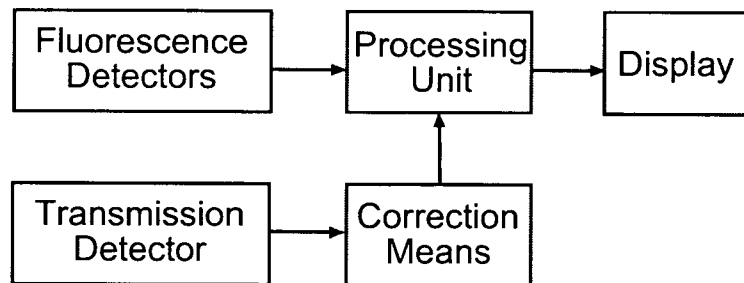 Fluorescence
Detectors
Processing
Unit
Display
Transmission
Detector
Correction
Means